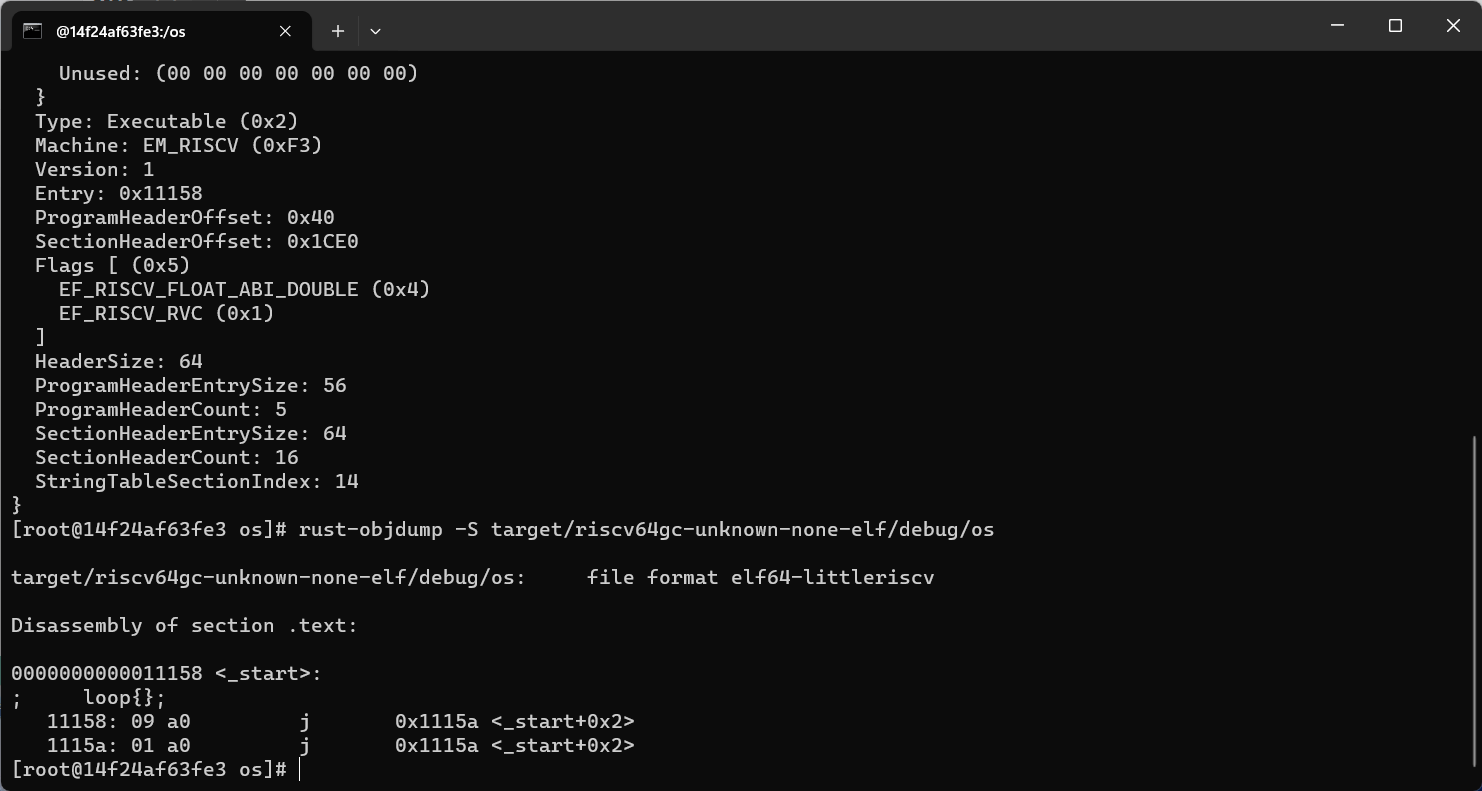 @14f24af63fe3:/os
    Unused: (00 00 00 00 00 00 00)
  }
  Type: Executable (0x2)
  Machine: EM_RISCV (0xF3)
  Version: 1
  Entry: 0x11158
  ProgramHeaderOffset: 0x40
  SectionHeaderOffset: 0x1CE0
  Flags [ (0x5)
    EF_RISCV_FLOAT_ABI_DOUBLE (0x4)
    EF_RISCV_RVC (0x1)
  ]
  HeaderSize: 64
  ProgramHeaderEntrySize: 56
  ProgramHeaderCount: 5
  SectionHeaderEntrySize: 64
  SectionHeaderCount: 16
  StringTableSectionIndex: 14
}
[root@14f24af63fe3 os]# rust-objdump -S target/riscv64gc-unknown-none-elf/debug/os
target/riscv64gc-unknown-none-elf/debug/os:     file format elf64-littleriscv
Disassembly of section .text:
0000000000011158 <_start>:
;     loop{};
   11158: 09 a0         j       0x1115a <_start+0x2>
   1115a: 01 a0         j       0x1115a <_start+0x2>
[root@14f24af63fe3 os]#